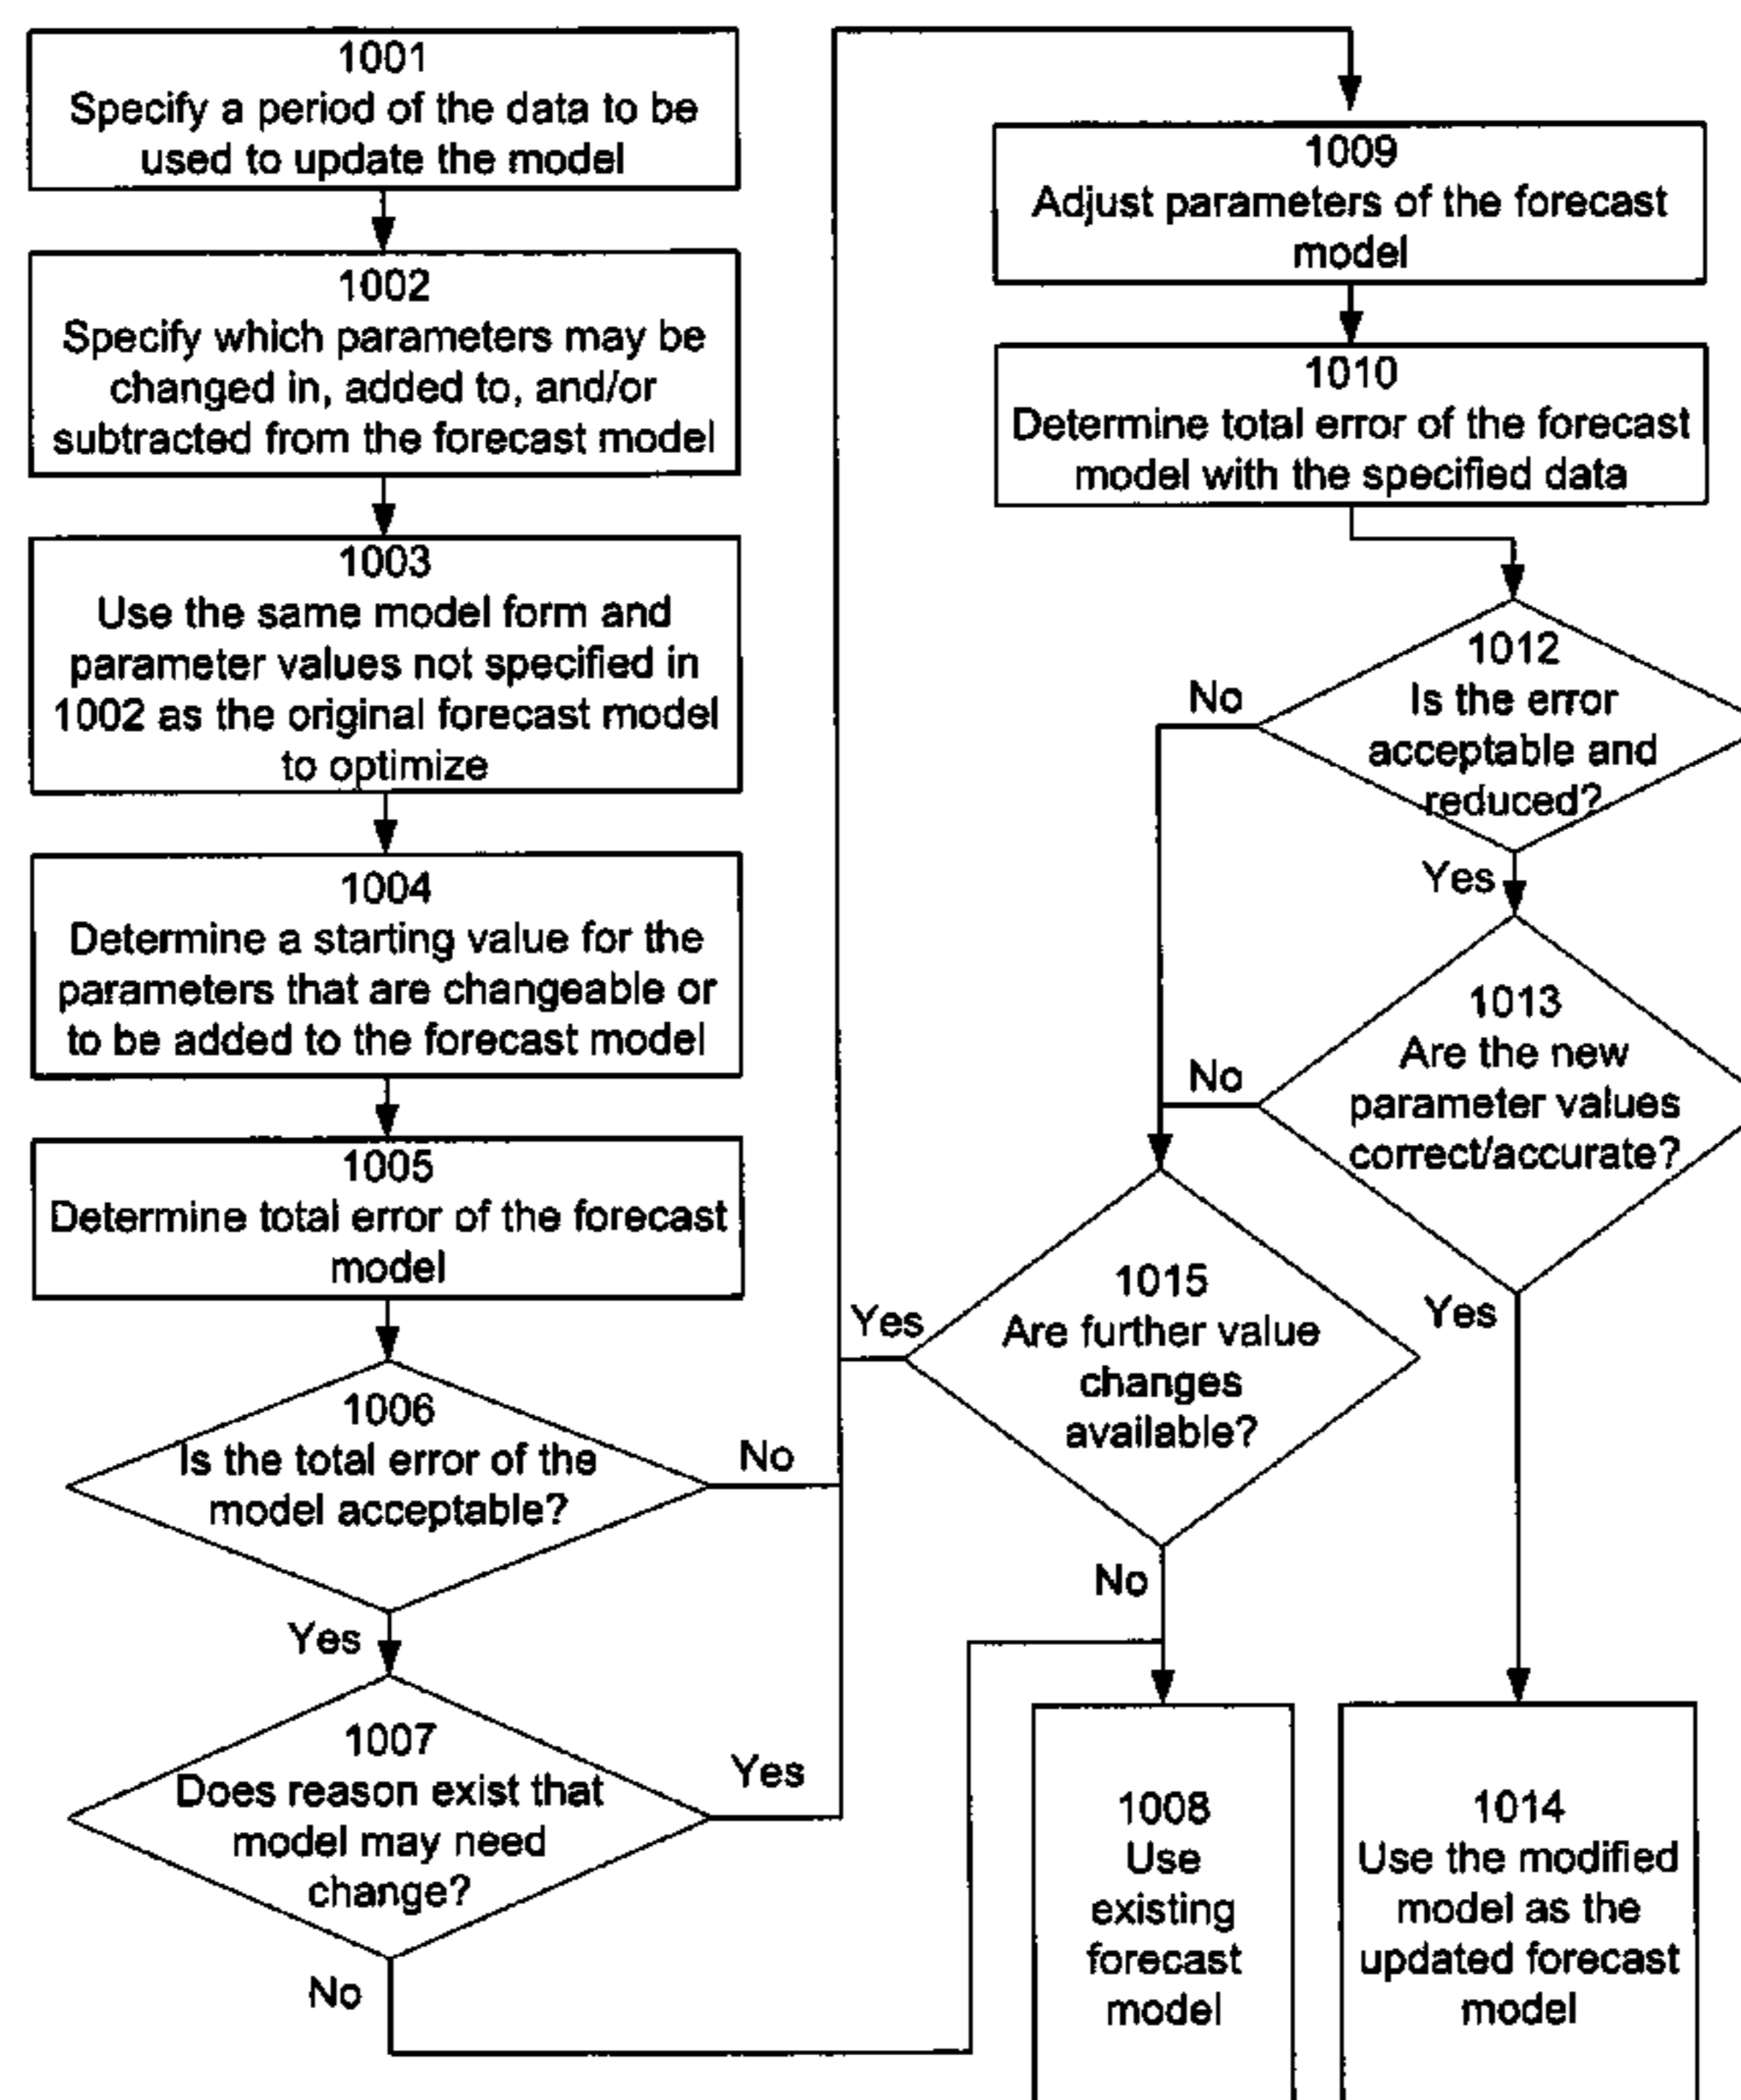 1001
Specify a period of the data to be
used to update the model
1002
Specify which parameters may be
changed in, added to, and/or
subtracted from the forecast model
1003
Use the same model form and
parameter values not specified in
1002 as the original forecast model
to optimize
1004
Determine a starting value for the
parameters that are changeable or
to be added to the forecast model
1005
Determine total error of the forecast
model
1006
Is the total error of the
model acceptable?
No
Yes
1007
Does reason exist that
model may need
change?
Yes
No
1009
Adjust parameters of the forecast
model
1010
Determine total error of the forecast
model with the specified data
1012
Is the error
acceptable and
reduced?
No
Yes
1013
Are the new
parameter values
correct/accurate?
No
Yes
1015
Are further value
changes
available?
Yes
No
1008
Use
existing
forecast
model
1014
Use the modified
model as the
updated forecast
model